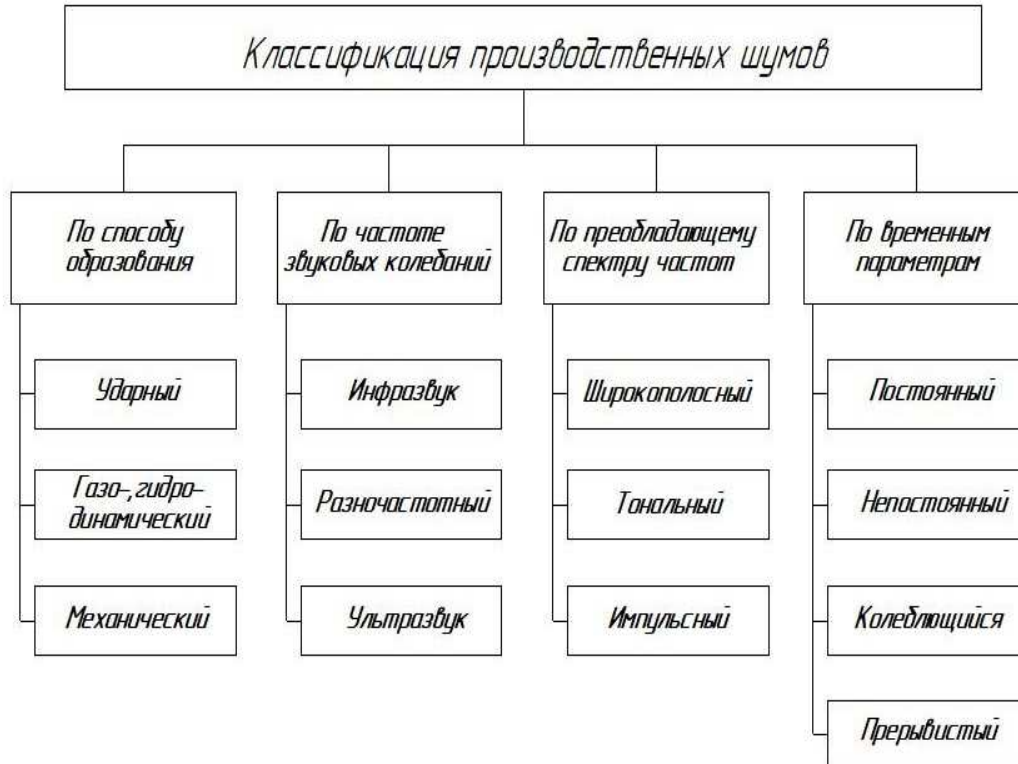 Классификация производственных шумов
По способу
образования
Ударный
Газо-,гидро-
динамический
Механический
По частоте
звуковых колебаний
Инфразвук
Разночастотный
Ультразвук
По преобладающему
спектру частот
Широкополосный
Тональный
Импульсный
По временным
параметрам
Постоянный
Непостоянный
Колеблющийся
Прерывистый